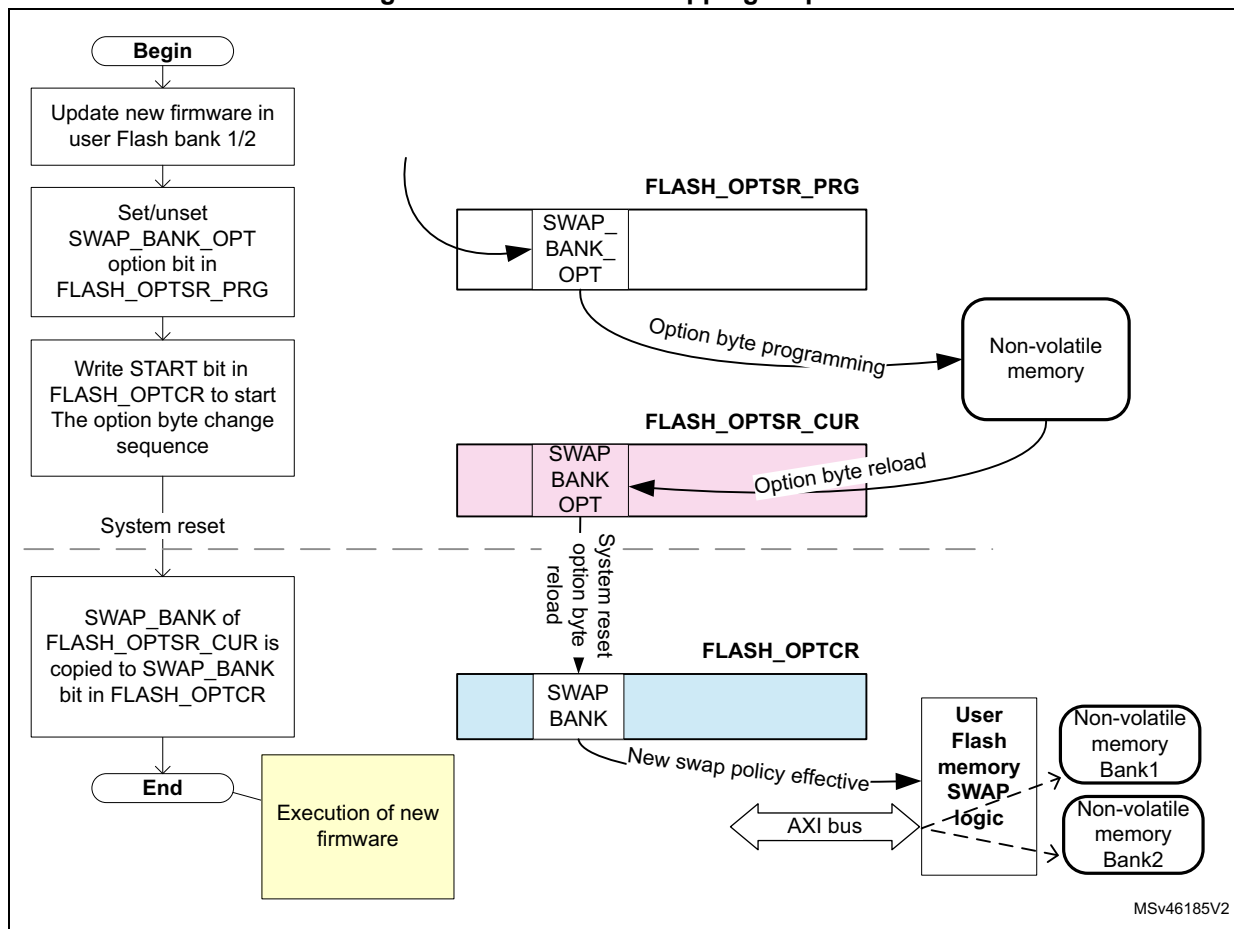 Begin
Update new firmware in
user Flash bank 1/2
Set/unset
SWAP_BANK_OPT
option bit in
FLASH_OPTSR_PRG
Write START bit in
FLASH_OPTCR to start
The option byte change
sequence
System reset
SWAP_BANK of
FLASH_OPTSR_CUR is
copied to SWAP_BANK
bit in FLASH_OPTCR
End
Execution of new
firmware
FLASH_OPTSR_PRG
SWAP_
BANK_
OPT
Option byte programming
Non-volatile
memory
FLASH_OPTSR_CUR
SWAP
BANK
OPT
Option byte reload
System reset
option byte
reload
FLASH_OPTCR
SWAP
BANK
New swap policy effective
AXI bus
User
Flash
memory
SWAP
logic
Non-volatile
memory
Bank1
Non-volatile
memory
Bank2
MSv46185V2